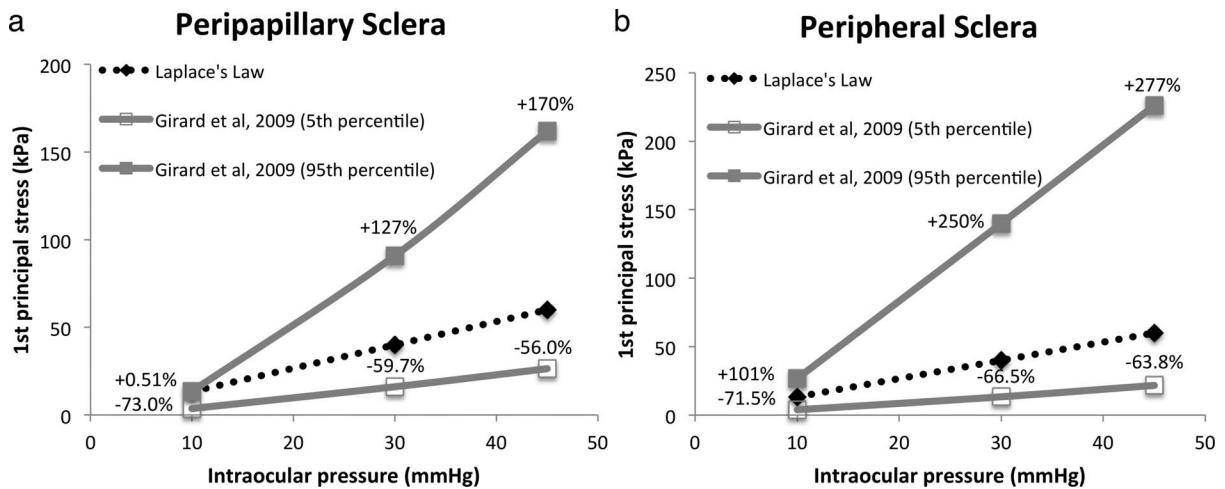 a
Peripapillary Sclera
1st principal stress (kPa)
200
150
100
50
0
Laplace's Law
Girard et al, 2009 (5th percentile)
Girard et al, 2009 (95th percentile)
+170%
+127%
+0.51%
-73.0%
-59.7%
-56.0%
0
10
20
30
40
50
Intraocular pressure (mmHg)
b
Peripheral Sclera
1st principal stress (kPa)
250
200
150
100
50
0
Laplace's Law
Girard et al, 2009 (5th percentile)
Girard et al, 2009 (95th percentile)
+277%
+250%
+101%
-71.5%
-66.5%
-63.8%
0
10
20
30
40
50
Intraocular pressure (mmHg)